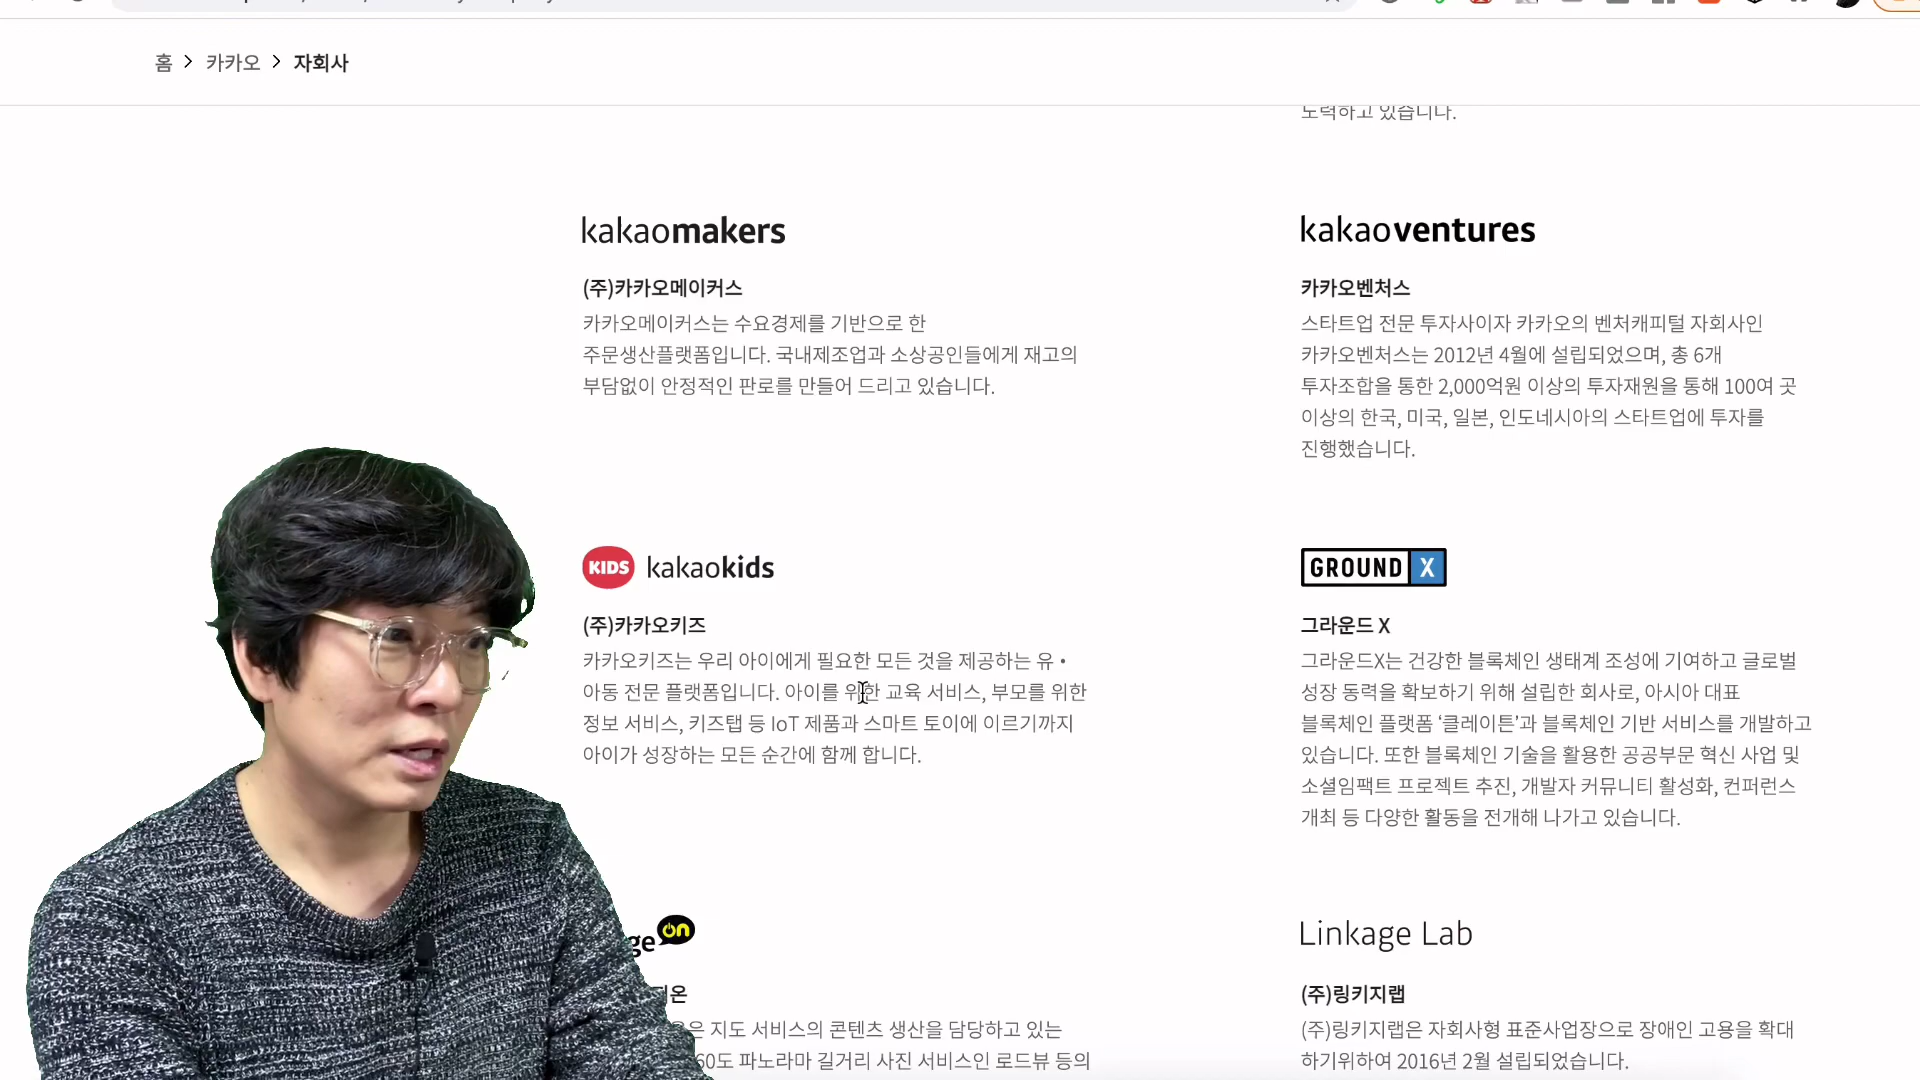 홈 > 카카오 > 자회사
노력하고 있습니다.
kakaomakers
(주)카카오메이커스
카카오메이커스는 수요경제를 기반으로 한
주문생산플랫폼입니다. 국내제조업과 소상공인들에게 재고의
부담없이 안정적인 판로를 만들어 드리고 있습니다.
kakaoventures
카카오벤처스
스타트업 전문 투자사이자 카카오의 벤처캐피털 자회사인
카카오벤처스는 2012년 4월에 설립되었으며, 총 6개
투자조합을 통한 2,000억원 이상의 투자재원을 통해 100여 곳
이상의 한국, 미국, 일본, 인도네시아의 스타트업에 투자를
진행했습니다.
KIDS kakaokids
(주)카카오키즈
카카오키즈는 우리 아이에게 필요한 모든 것을 제공하는 유 •
아동 전문 플랫폼입니다. 아이를 위한 교육 서비스, 부모를 위한
정보 서비스, 키즈탭 등 IoT 제품과 스마트 토이에 이르기까지
아이가 성장하는 모든 순간에 함께 합니다.
GROUND X
그라운드 X
그라운드X는 건강한 블록체인 생태계 조성에 기여하고 글로벌
성장 동력을 확보하기 위해 설립한 회사로, 아시아 대표
블록체인 플랫폼 ‘클레이튼’과 블록체인 기반 서비스를 개발하고
있습니다. 또한 블록체인 기술을 활용한 공공부문 혁신 사업 및
소셜임팩트 프로젝트 추진, 개발자 커뮤니티 활성화, 컨퍼런스
개최 등 다양한 활동을 전개해 나가고 있습니다.
ge on
온
은 지도 서비스의 콘텐츠 생산을 담당하고 있는
60도 파노라마 길거리 사진 서비스인 로드뷰 등의
Linkage Lab
(주)링키지랩
(주)링키지랩은 자회사형 표준사업장으로 장애인 고용을 확대
하기위하여 2016년 2월 설립되었습니다.